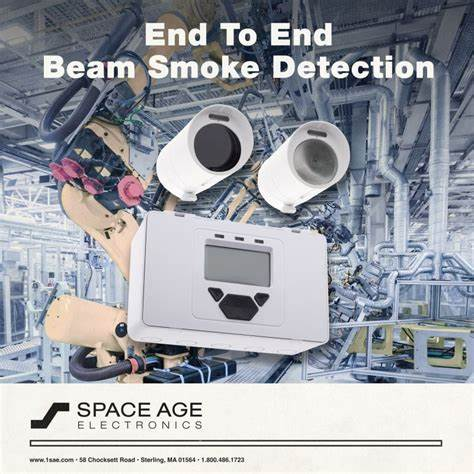 End To End
Beam Smoke Detection
SPACE AGE
ELECTRONICS
www.1sae.com • 58 Chocksett Road • Sterling, MA 01564 • 1.800.486.1723